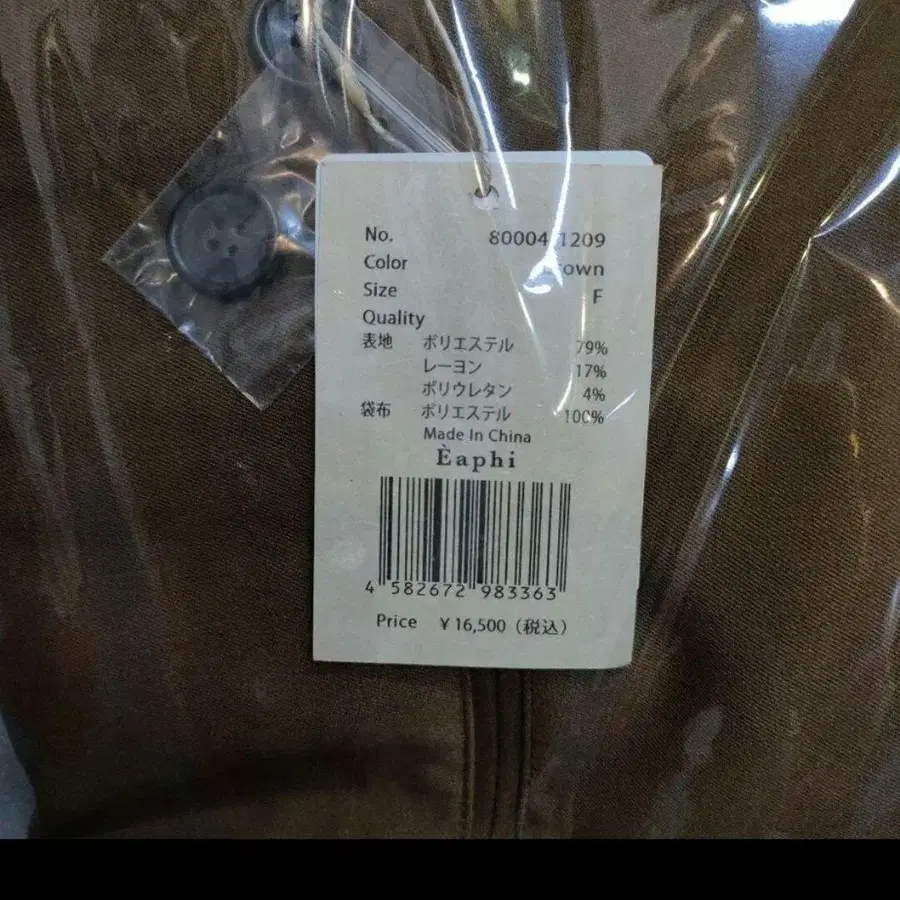 No. 80004 1209
Color Brown
Size F
Quality
表地 ポリエステル 79%
レーヨン 17%
ポリウレタン 4%
袋布 ポリエステル 100%
Made In China
Èaphi
4 582672 983363
Price ¥16,500（税込）